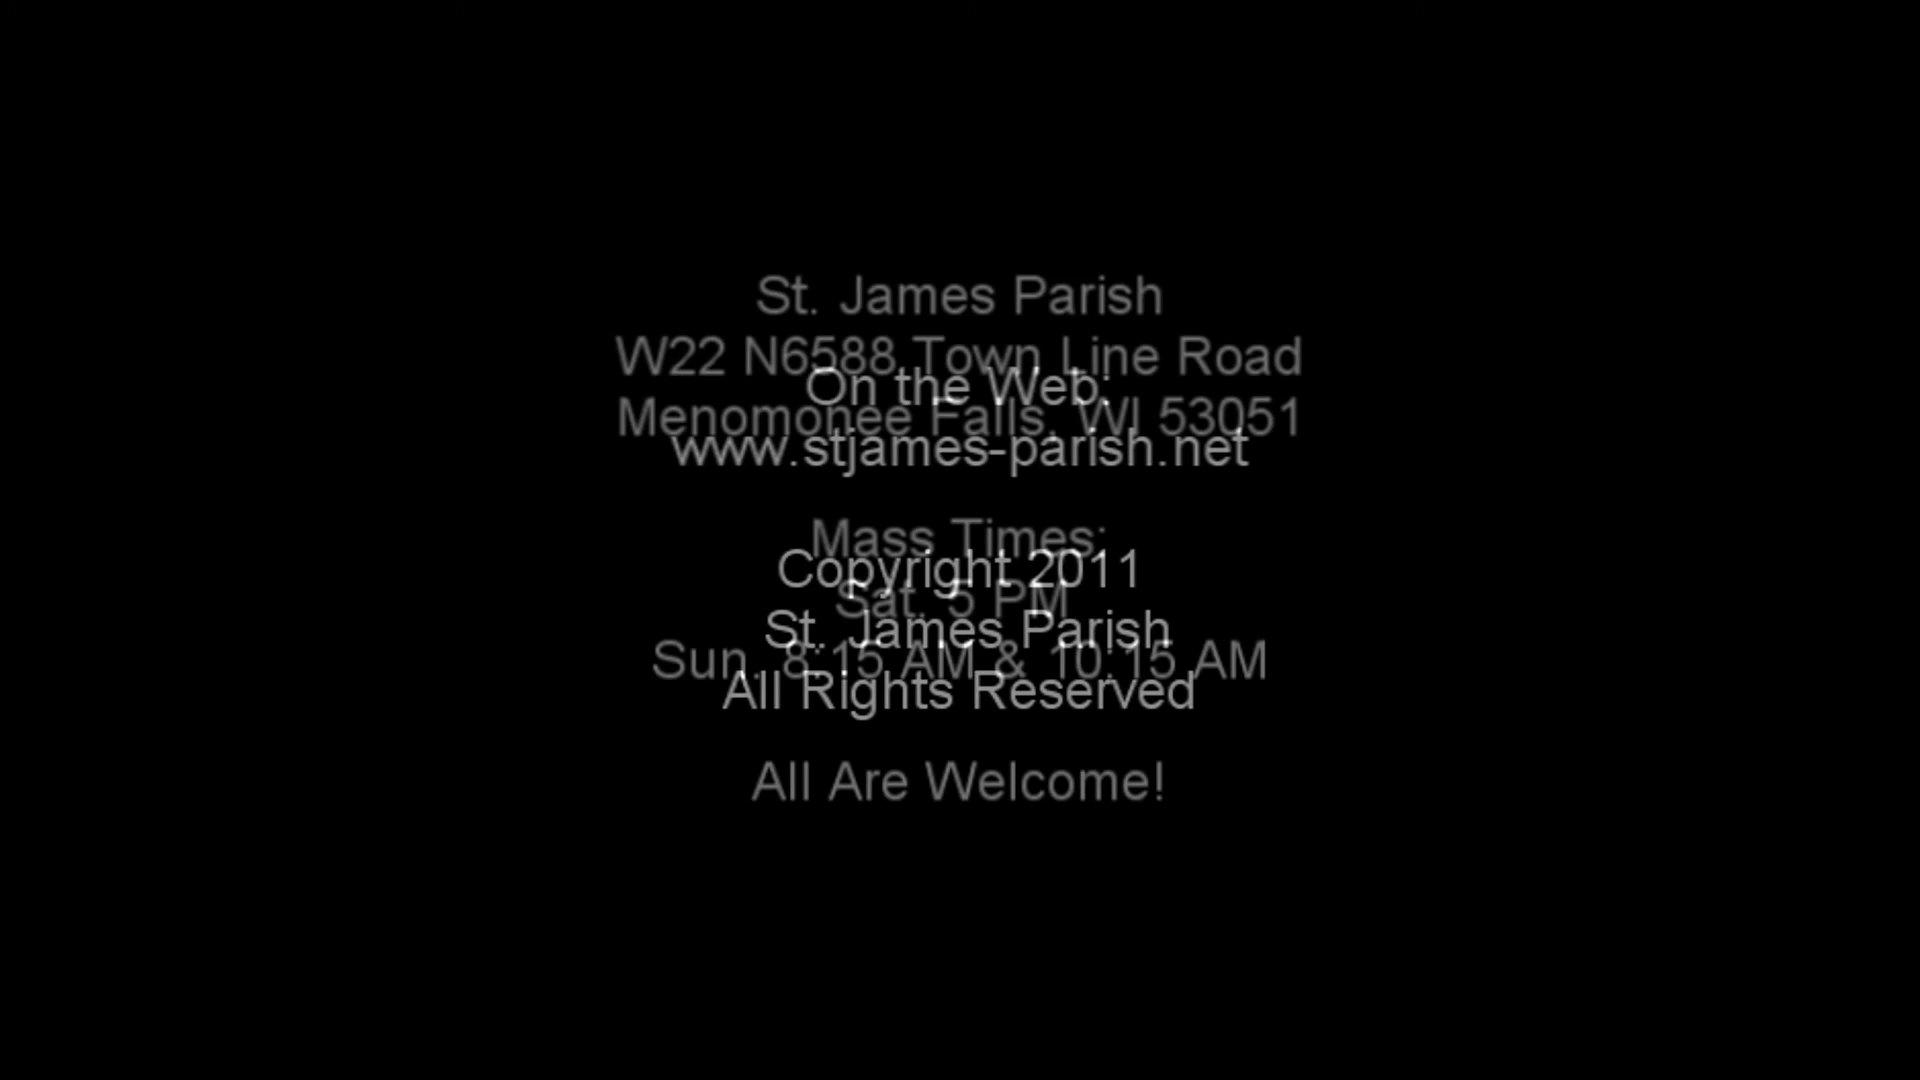 St. James Parish
W22 N6588 Town Line Road
Menomonee Falls, WI 53051
Mass Times:
Sat. 5 PM
Sun. 8:15 AM & 10:15 AM
All Are Welcome!
On the Web:
www.stjames-parish.net
Copyright 2011
St. James Parish
All Rights Reserved